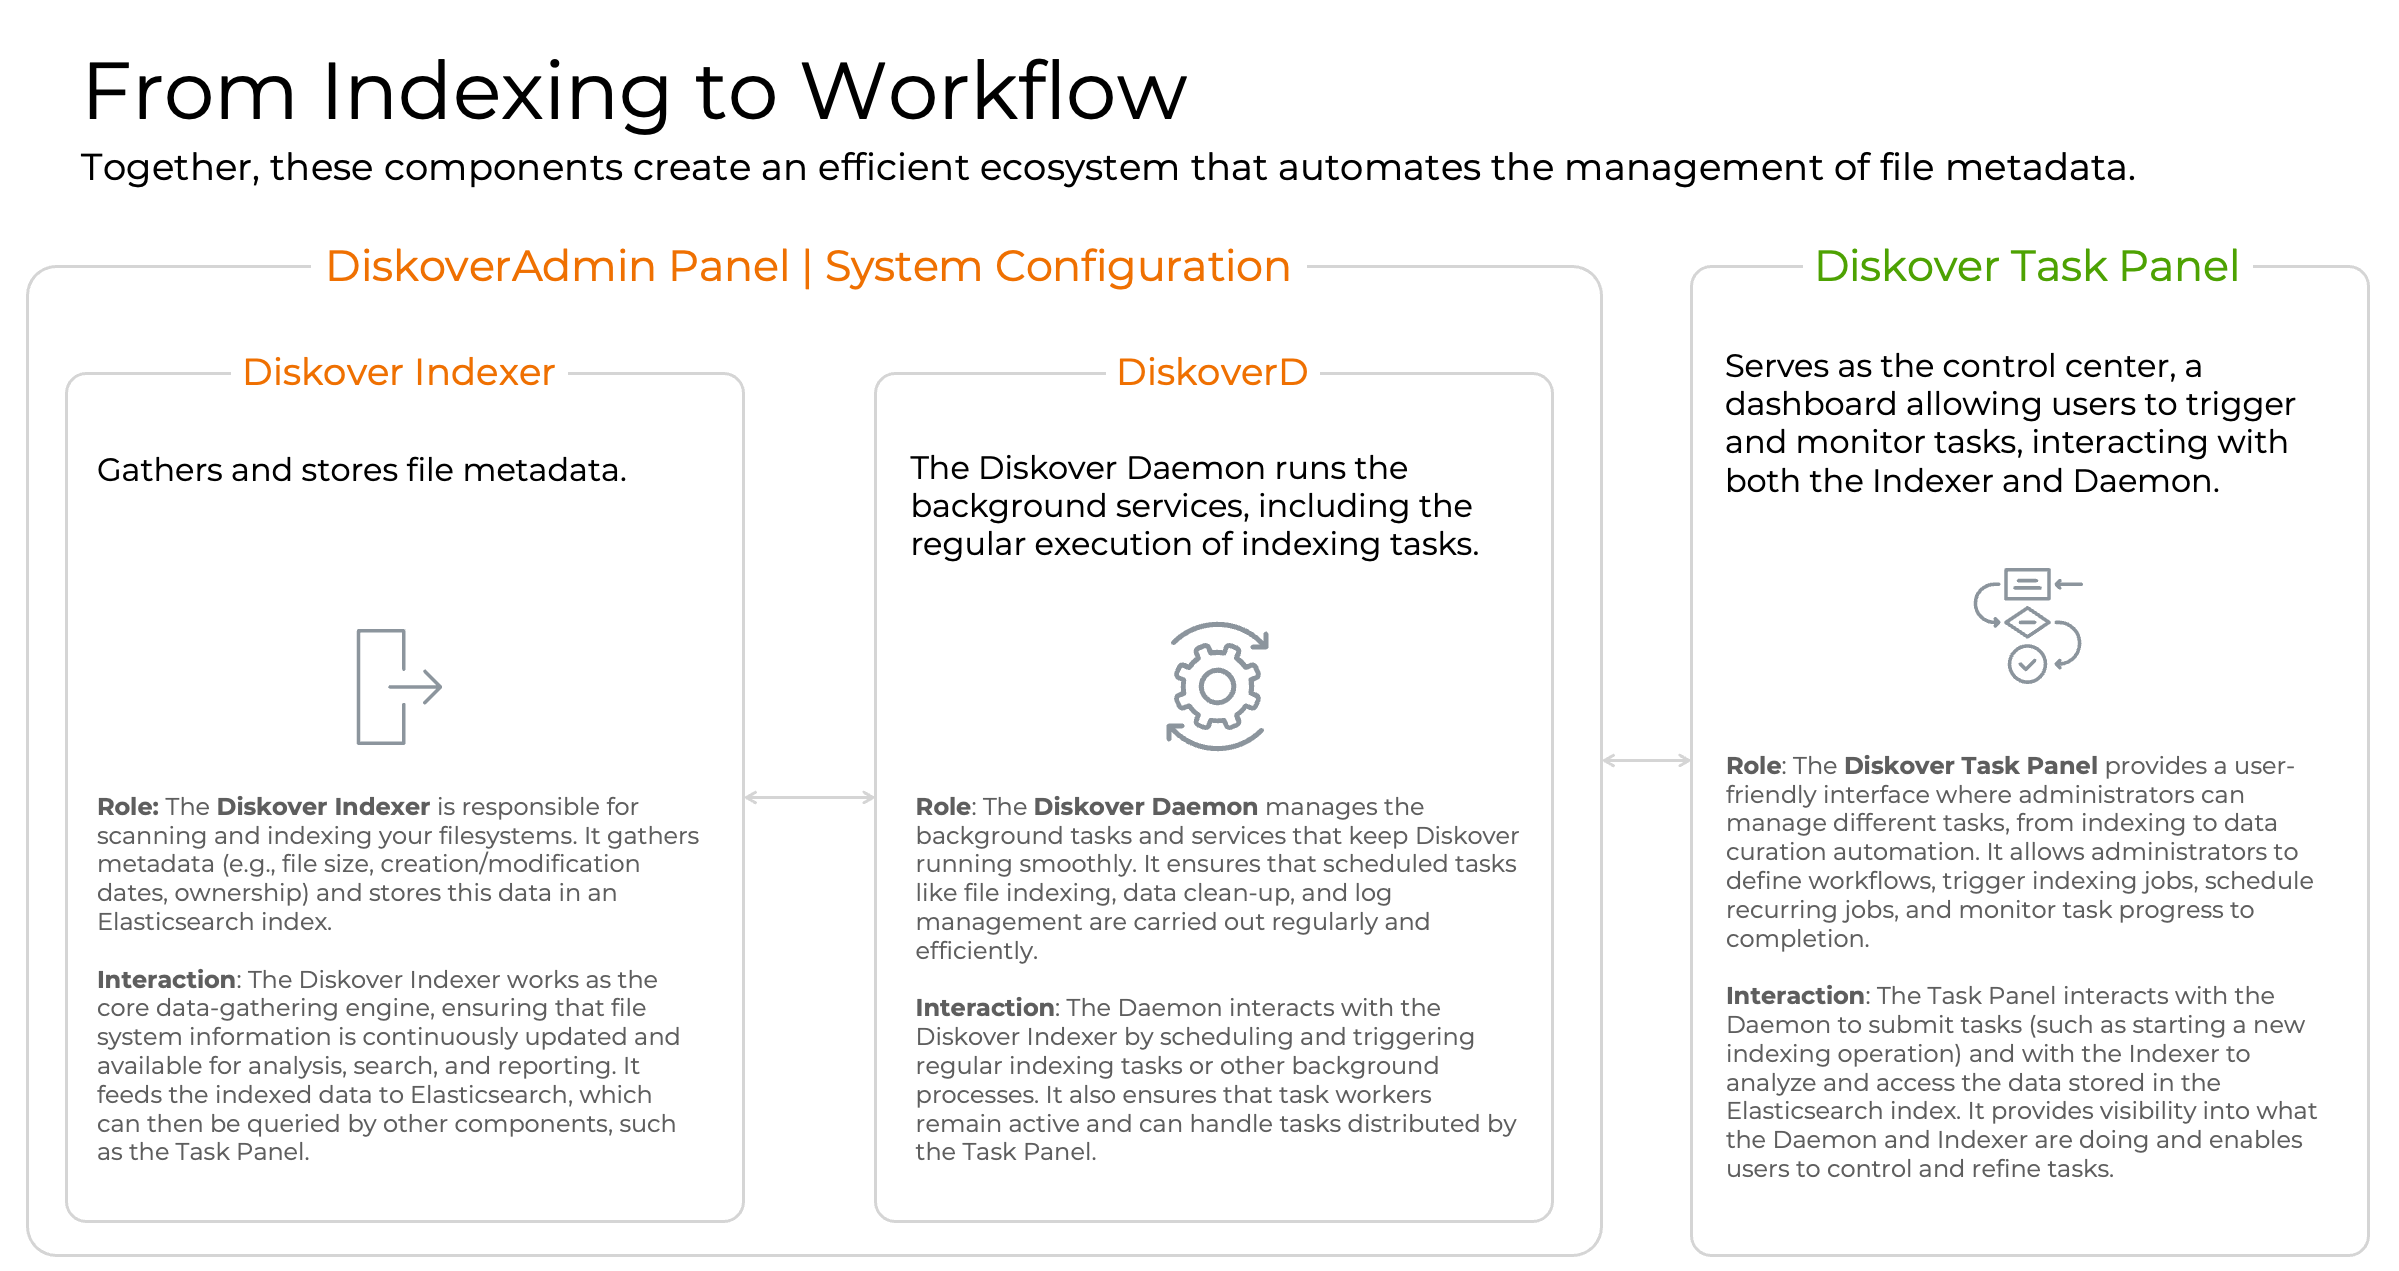 From Indexing to Workflow
Together, these components create an efficient ecosystem that automates the management of file metadata.
DiskoverAdmin Panel | System Configuration
Diskover Indexer
Gathers and stores file metadata.
Role: The Diskover Indexer is responsible for
scanning and indexing your filesystems. It gathers
metadata (e.g., file size, creation/modification
dates, ownership) and stores this data in an
Elasticsearch index.
Interaction: The Diskover Indexer works as the
core data-gathering engine, ensuring that file
system information is continuously updated and
available for analysis, search, and reporting. It
feeds the indexed data to Elasticsearch, which
can then be queried by other components, such
as the Task Panel.
DiskoverD
The Diskover Daemon runs the
background services, including the
regular execution of indexing tasks.
Role: The Diskover Daemon manages the
background tasks and services that keep Diskover
running smoothly. It ensures that scheduled tasks
like file indexing, data clean-up, and log
management are carried out regularly and
efficiently.
Interaction: The Daemon interacts with the
Diskover Indexer by scheduling and triggering
regular indexing tasks or other background
processes. It also ensures that task workers
remain active and can handle tasks distributed by
the Task Panel.
Diskover Task Panel
Serves as the control center, a
dashboard allowing users to trigger
and monitor tasks, interacting with
both the Indexer and Daemon.
Role: The Diskover Task Panel provides a user-
friendly interface where administrators can
manage different tasks, from indexing to data
curation automation. It allows administrators to
define workflows, trigger indexing jobs, schedule
recurring jobs, and monitor task progress to
completion.
Interaction: The Task Panel interacts with the
Daemon to submit tasks (such as starting a new
indexing operation) and with the Indexer to
analyze and access the data stored in the
Elasticsearch index. It provides visibility into what
the Daemon and Indexer are doing and enables
users to control and refine tasks.